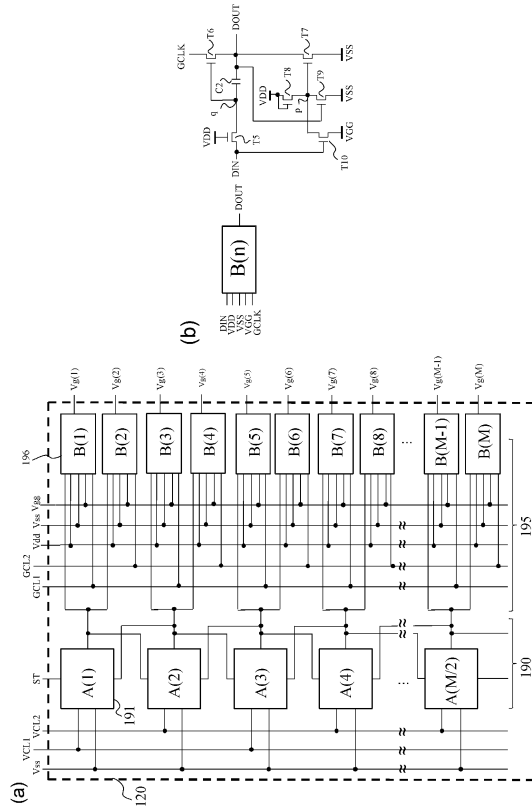 (a)
120
Vss
VCL1
VCL2
ST
GCL1
GCL2
Vdd
Vss
Vgg
196
A(1)
191
A(2)
A(3)
A(4)
...
A(M/2)
B(1)
B(2)
B(3)
B(4)
B(5)
B(6)
B(7)
B(8)
...
B(M-1)
B(M)
Vg(1)
Vg(2)
Vg(3)
Vg(4)
Vg(5)
Vg(6)
Vg(7)
Vg(8)
Vg(M-1)
Vg(M)
190
195
(b)
DIN
VDD
VSS
VGG
GCLK
B(n)
DOUT
DIN
VDD
T5
q
C2
GCLK
T6
DOUT
VDD
T8
P
T9
VSS
T7
VSS
T10
VGG